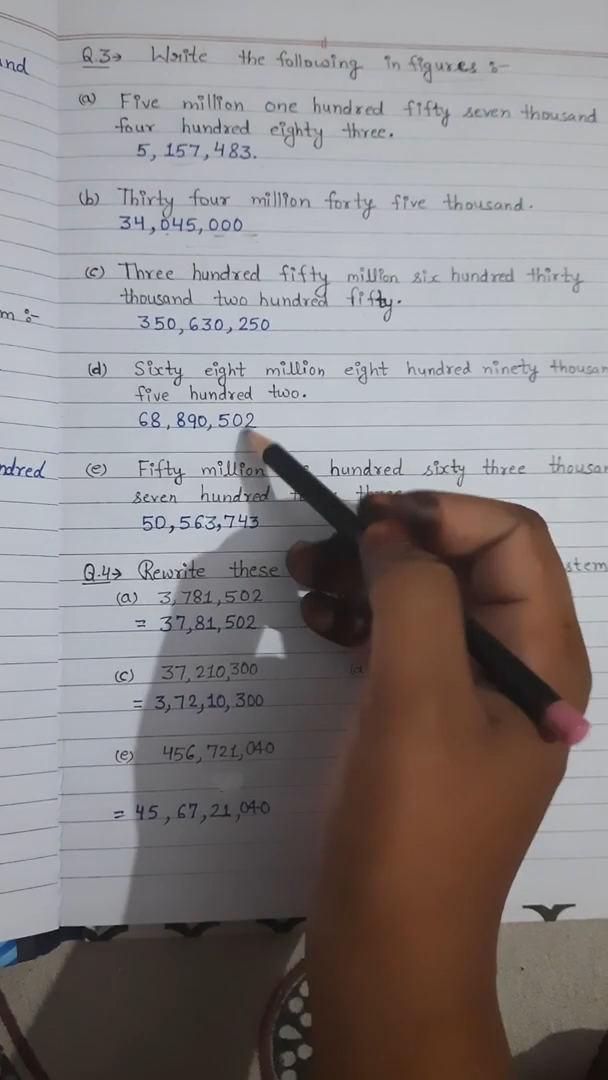 and
Q.3→ Write the following in figures :-
(a) Five million one hundred fifty seven thousand
four hundred eighty three.
5,157,483.
(b) Thirty four million forty five thousand.
34,045,000
(c) Three hundred fifty million six hundred thirty
thousand two hundred fifty.
m :-
350,630,250
(d) Sixty eight million eight hundred ninety thousan
five hundred two.
68,890,502
ndred
(e) Fifty million hundred sixty three thousan
seven hundred
50,563,743
Q.4→ Rewrite these stem
(a) 3,781,502
= 37,81,502
(c) 37,210,300
= 3,72,10,300
(e) 456,721,040
= 45,67,21,040